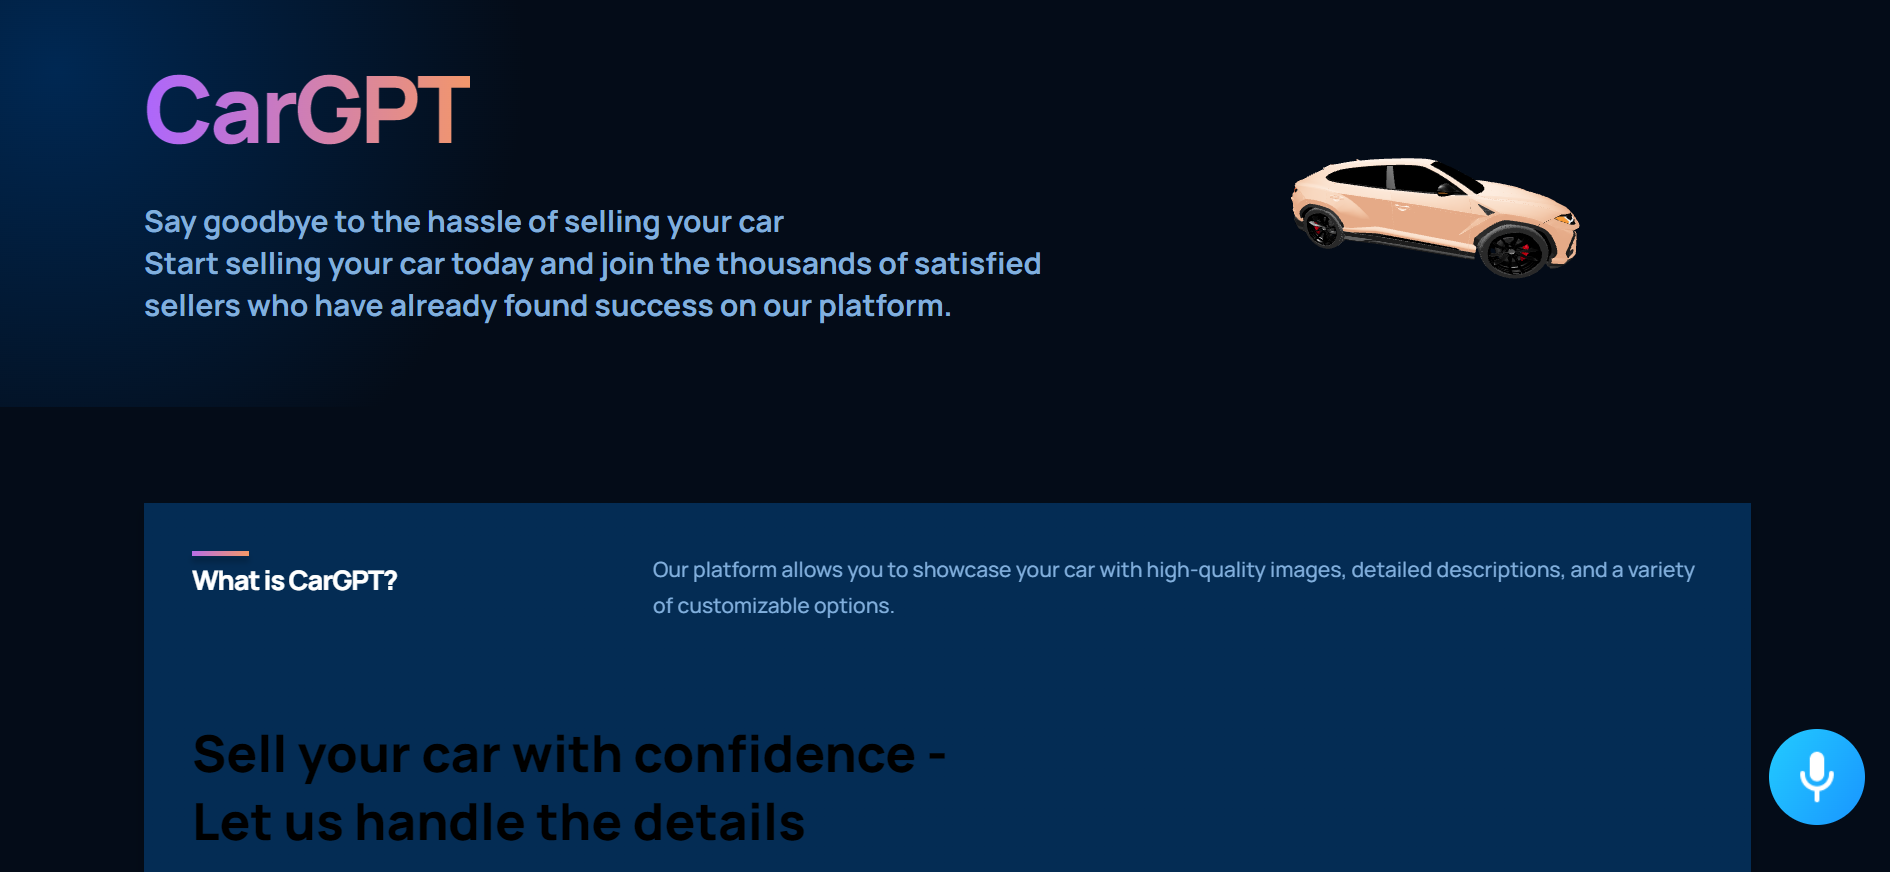 CarGPT
Say goodbye to the hassle of selling your car
Start selling your car today and join the thousands of satisfied
sellers who have already found success on our platform.
What is CarGPT?
Our platform allows you to showcase your car with high-quality images, detailed descriptions, and a variety
of customizable options.
Sell your car with confidence -
Let us handle the details